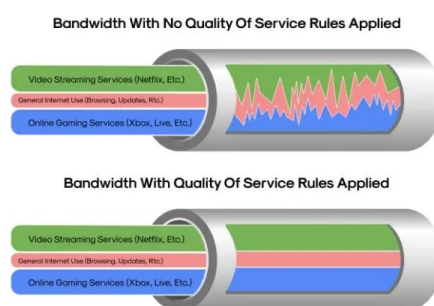 Bandwidth With No Quality Of Service Rules Applied
Video Streaming Services (Netflix, Etc.)
General Internet Use (Browsing, Updates, Rtc.)
Online Gaming Services (Xbox, Live, Etc.)
Bandwidth With Quality Of Service Rules Applied
Video Streaming Services (Netflix, Etc.)
General Internet Use (Browsing, Updates, Rtc.)
Online Gaming Services (Xbox, Live, Etc.)